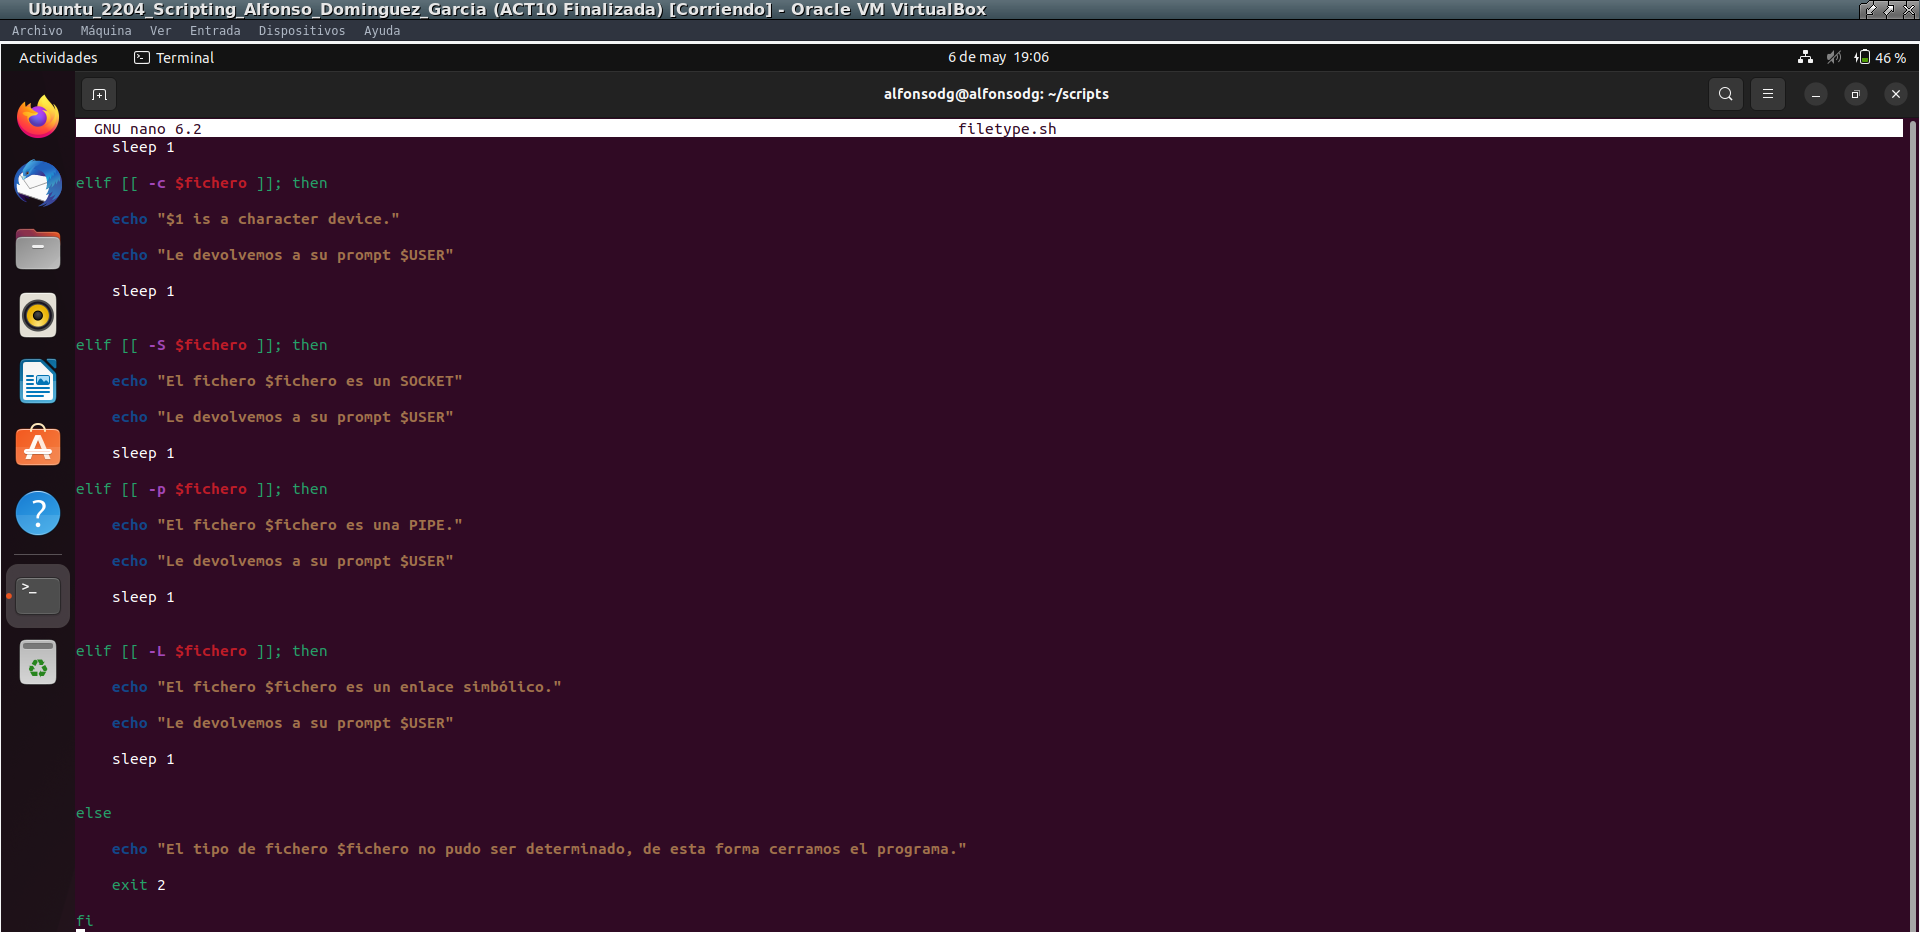 Ubuntu_2204_Scripting_Alfonso_Dominguez_Garcia (ACT10 Finalizada) [Corriendo] - Oracle VM VirtualBox
Archivo Máquina Ver Entrada Dispositivos Ayuda
Actividades Terminal 6 de may 19:06 46 %
alfonsodg@alfonsodg: ~/scripts
GNU nano 6.2 filetype.sh
sleep 1
elif [[ -c $fichero ]]; then
echo "$1 is a character device."
echo "Le devolvemos a su prompt $USER"
sleep 1
elif [[ -S $fichero ]]; then
echo "El fichero $fichero es un SOCKET"
echo "Le devolvemos a su prompt $USER"
sleep 1
elif [[ -p $fichero ]]; then
echo "El fichero $fichero es una PIPE."
echo "Le devolvemos a su prompt $USER"
sleep 1
elif [[ -L $fichero ]]; then
echo "El fichero $fichero es un enlace simbólico."
echo "Le devolvemos a su prompt $USER"
sleep 1
else
echo "El tipo de fichero $fichero no pudo ser determinado, de esta forma cerramos el programa."
exit 2
fi